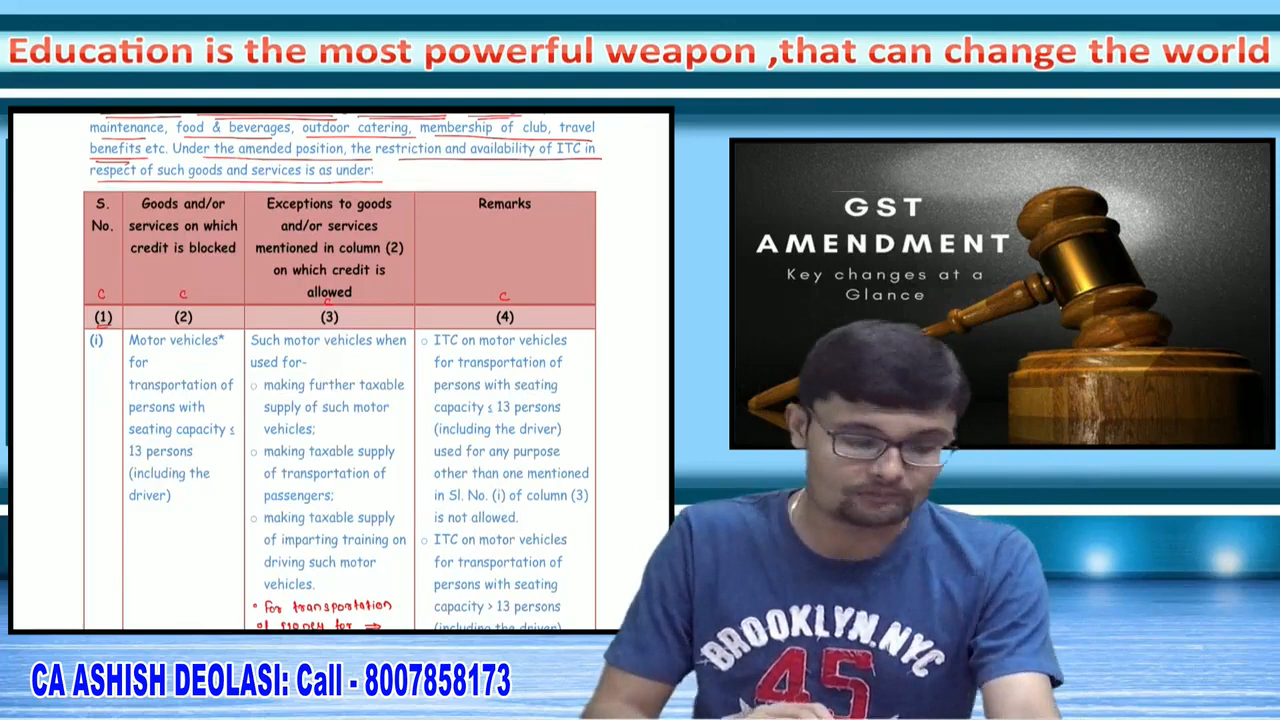 Education is the most powerful weapon ,that can change the world
maintenance, food & beverages, outdoor catering, membership of club, travel
benefits etc. Under the amended position, the restriction and availability of ITC in
respect of such goods and services is as under:
S. No.
Goods and/or
services on which
credit is blocked
Exceptions to goods
and/or services
mentioned in column (2)
on which credit is
allowed
Remarks
(1)
(2)
(3)
(4)
(i)
Motor vehicles*
for
transportation of
persons with
seating capacity ≤
13 persons
(including the
driver)
Such motor vehicles when
used for-
○ making further taxable
supply of such motor
vehicles;
○ making taxable supply
of transportation of
passengers;
○ making taxable supply
of imparting training on
driving such motor
vehicles.
• For transportation
of money for ⇒
○ ITC on motor vehicles
for transportation of
persons with seating
capacity ≤ 13 persons
(including the driver)
used for any purpose
other than one mentioned
in Sl. No. (i) of column (3)
is not allowed.
○ ITC on motor vehicles
for transportation of
persons with seating
capacity > 13 persons
(including the driver)
GST
AMENDMENT
Key changes at a
Glance
BROOKLYN, NYC
45
CA ASHISH DEOLASI: Call - 8007858173